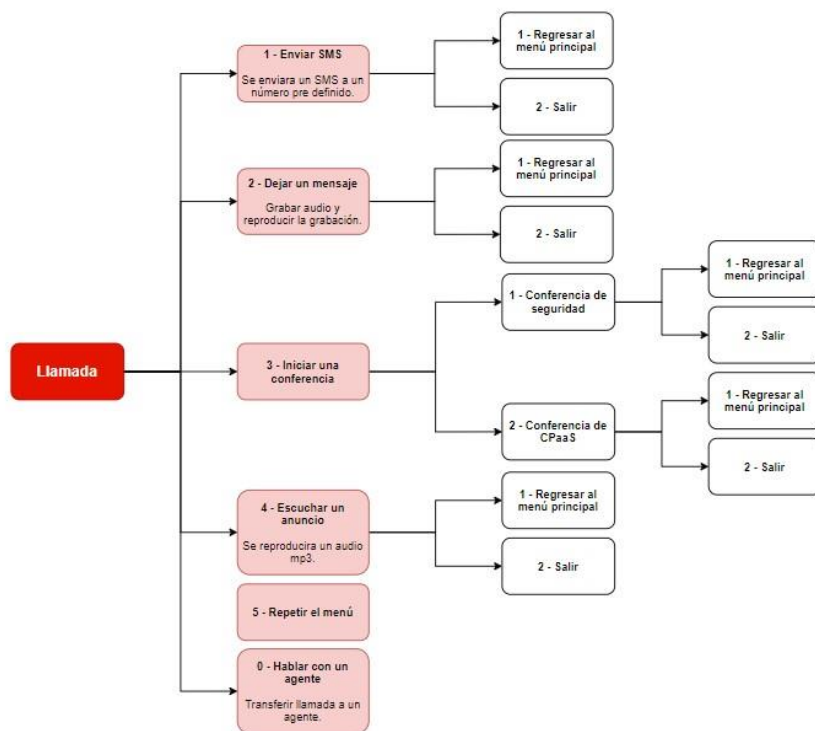 Llamada
1 - Enviar SMS
Se enviara un SMS a un
número pre definido.
1 - Regresar al
menú principal
2 - Salir
2 - Dejar un mensaje
Grabar audio y
reproducir la grabación.
1 - Regresar al
menú principal
2 - Salir
3 - Iniciar una
conferencia
1 - Conferencia de
seguridad
1 - Regresar al
menú principal
2 - Salir
2 - Conferencia de
CPaaS
1 - Regresar al
menú principal
2 - Salir
4 - Escuchar un
anuncio
Se reproducira un audio
mp3.
1 - Regresar al
menú principal
2 - Salir
5 - Repetir el menú
0 - Hablar con un
agente
Transferir llamada a un
agente.